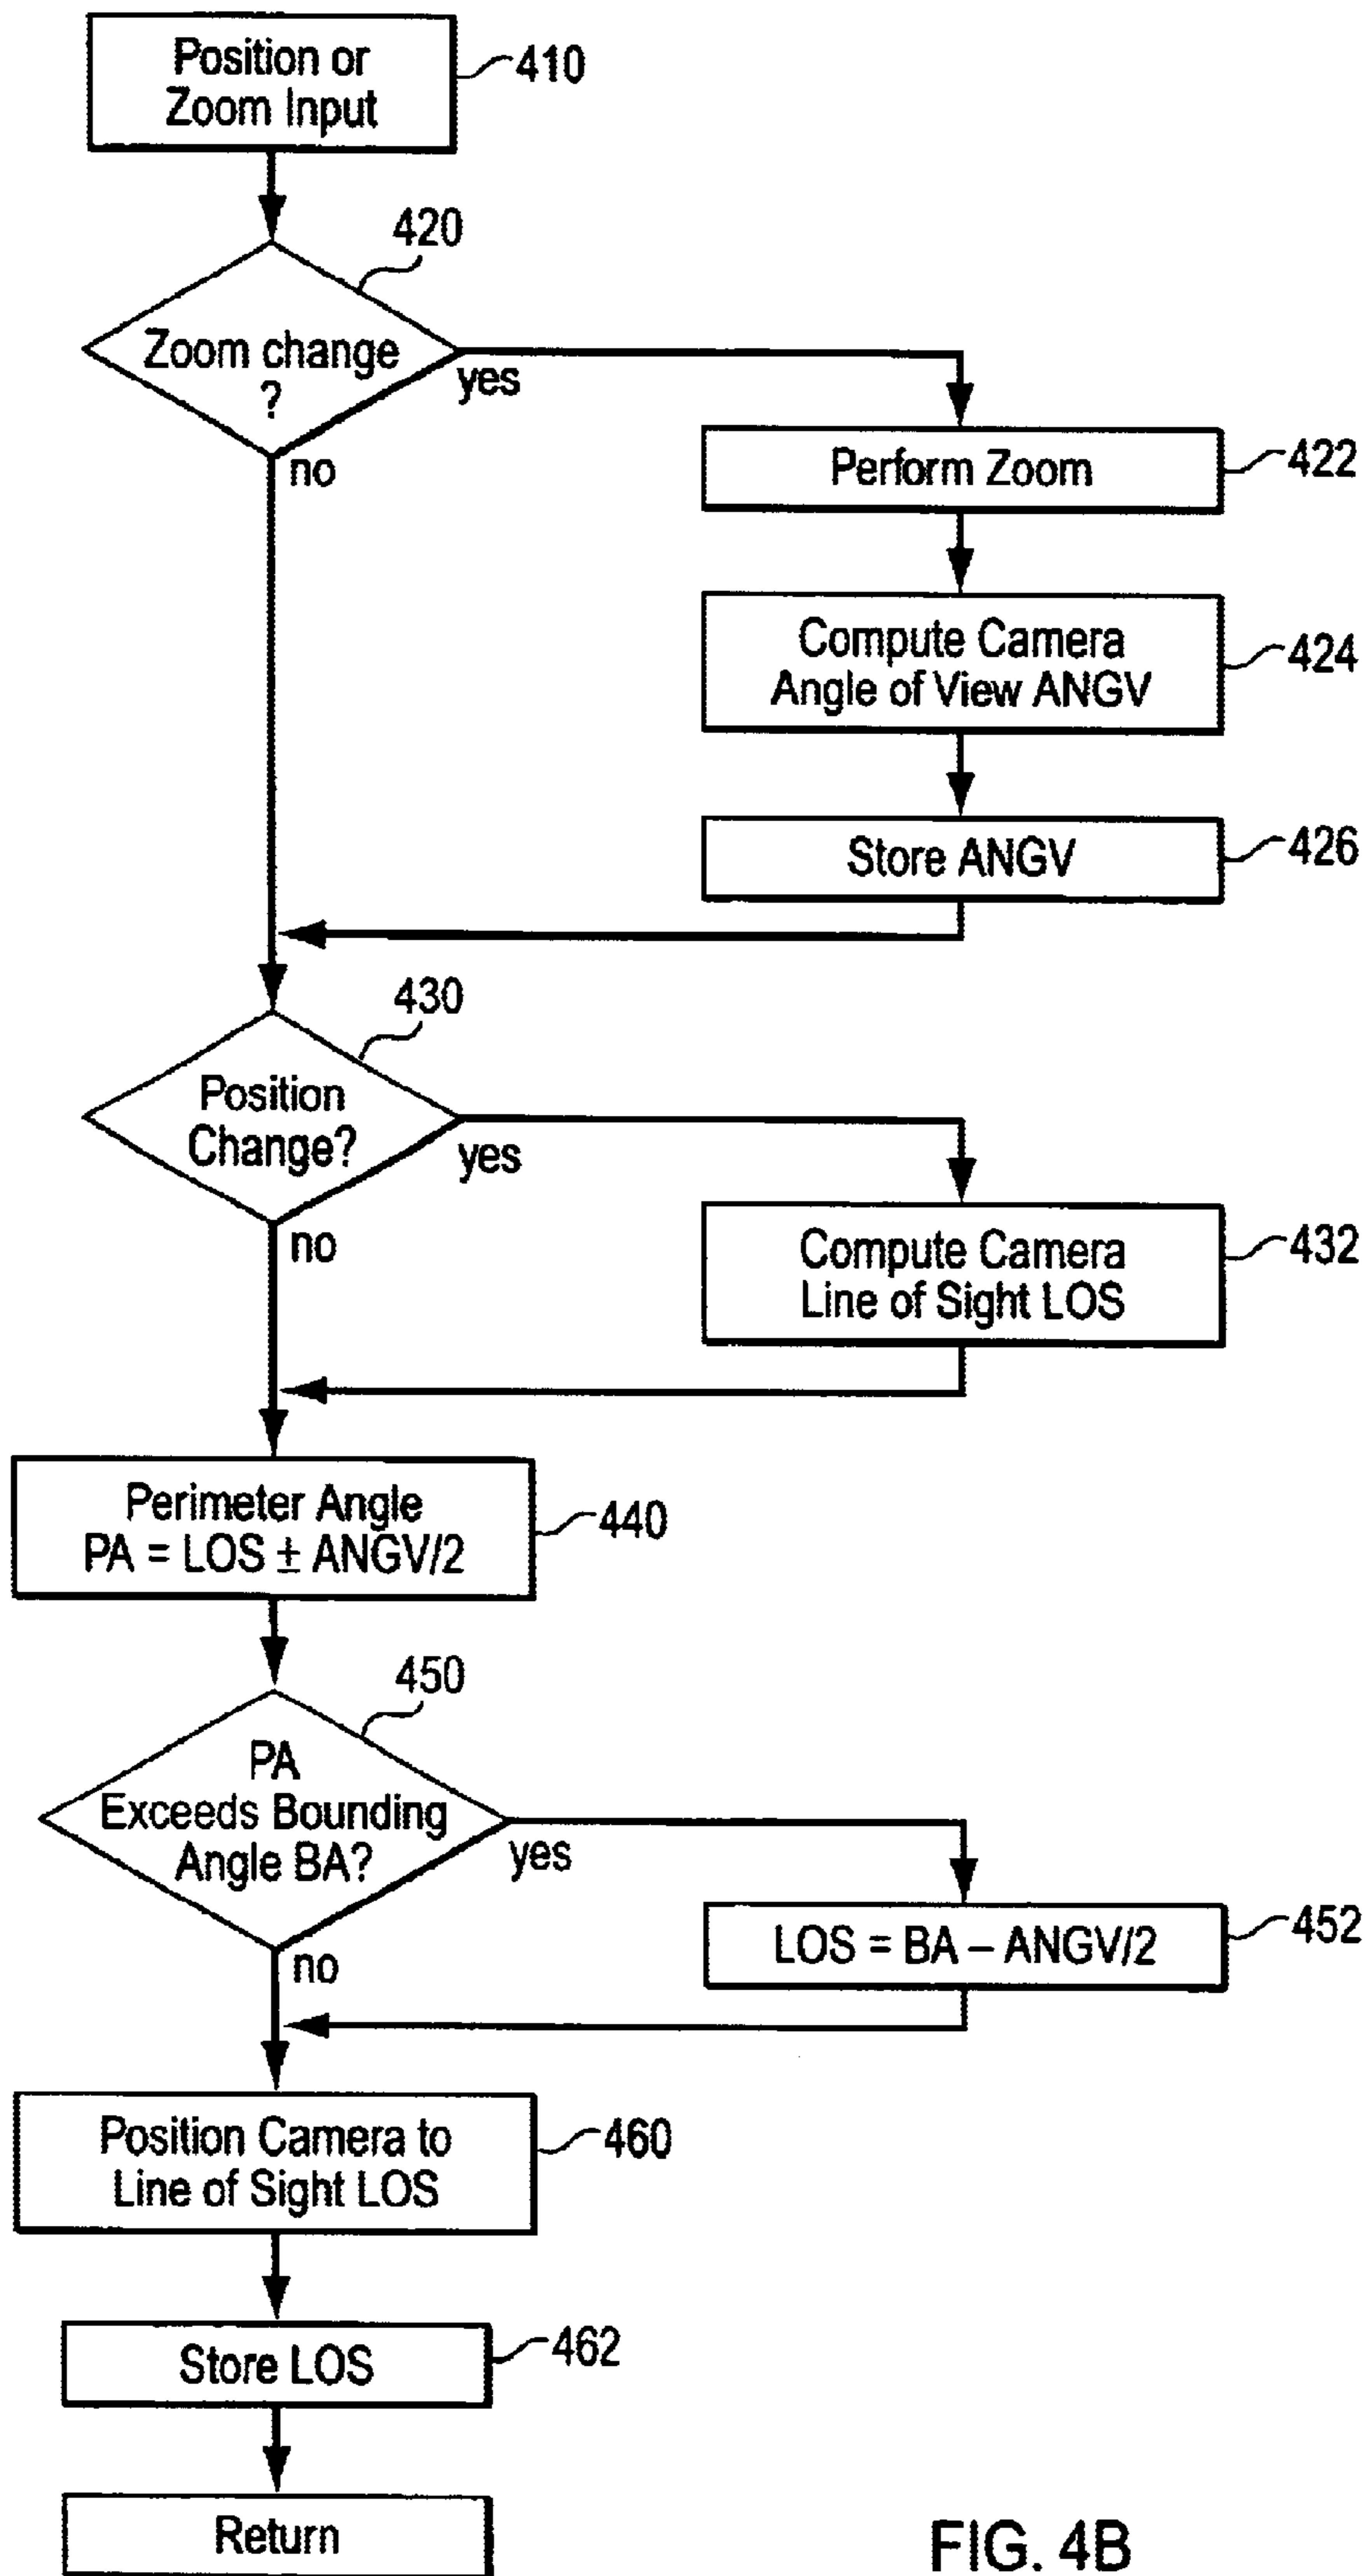 Position or
Zoom Input
410
420
Zoom change
?
yes
no
Perform Zoom
422
Compute Camera
Angle of View ANGV
424
Store ANGV
426
430
Position
Change?
yes
no
Compute Camera
Line of Sight LOS
432
Perimeter Angle
PA = LOS ± ANGV/2
440
450
PA
Exceeds Bounding
Angle BA?
yes
no
LOS = BA – ANGV/2
452
Position Camera to
Line of Sight LOS
460
Store LOS
462
Return
FIG. 4B